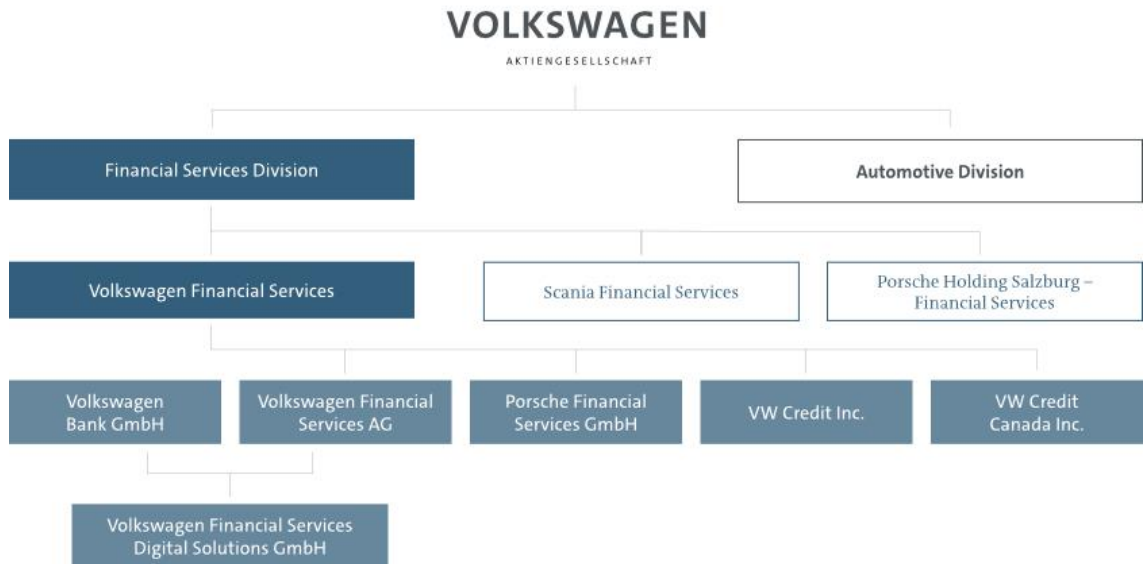 VOLKSWAGEN
AKTIENGESELLSCHAFT
Financial Services Division
Automotive Division
Volkswagen Financial Services
Scania Financial Services
Porsche Holding Salzburg –
Financial Services
Volkswagen
Bank GmbH
Volkswagen Financial
Services AG
Porsche Financial
Services GmbH
VW Credit Inc.
VW Credit
Canada Inc.
Volkswagen Financial Services
Digital Solutions GmbH